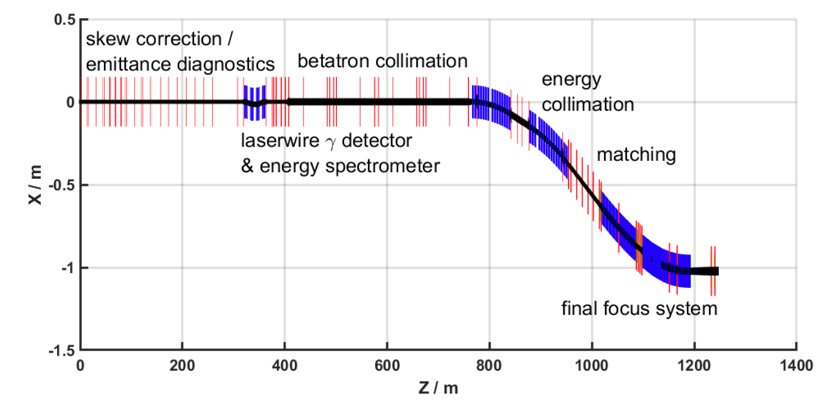 0.5
skew correction /
emittance diagnostics
betatron collimation
energy
collimation
0
laserwire γ detector
& energy spectrometer
matching
X / m
-0.5
-1
final focus system
-1.5
0 200 400 600 800 1000 1200 1400
Z / m